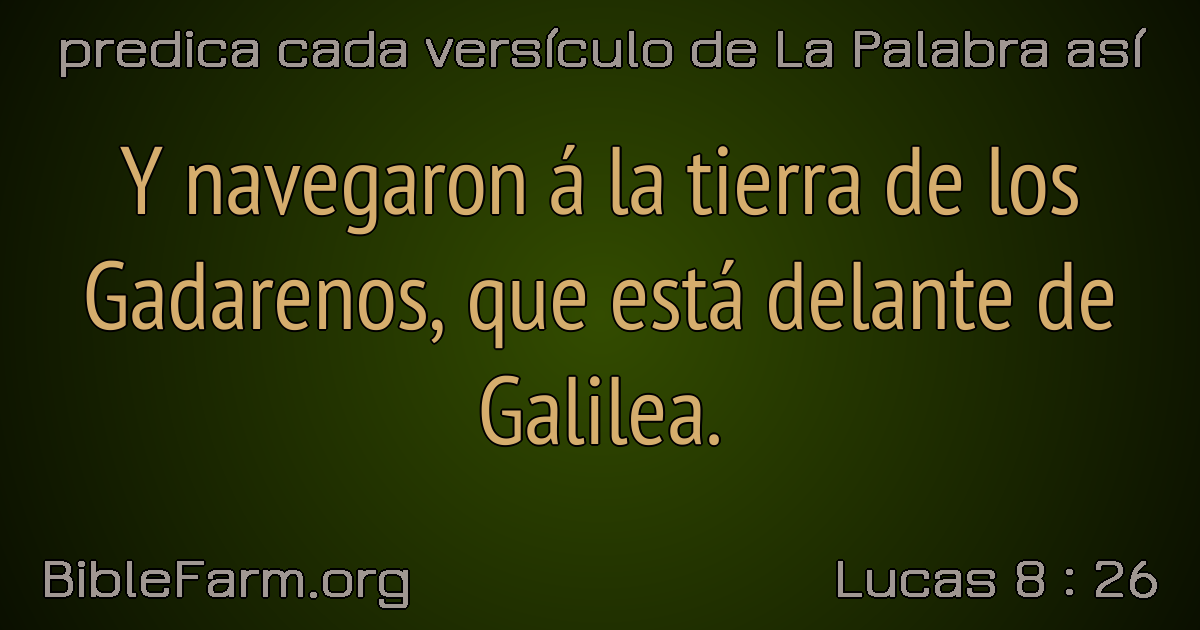 predica cada versículo de La Palabra así
Y navegaron á la tierra de los
Gadarenos, que está delante de
Galilea.
BibleFarm.org
Lucas 8 : 26